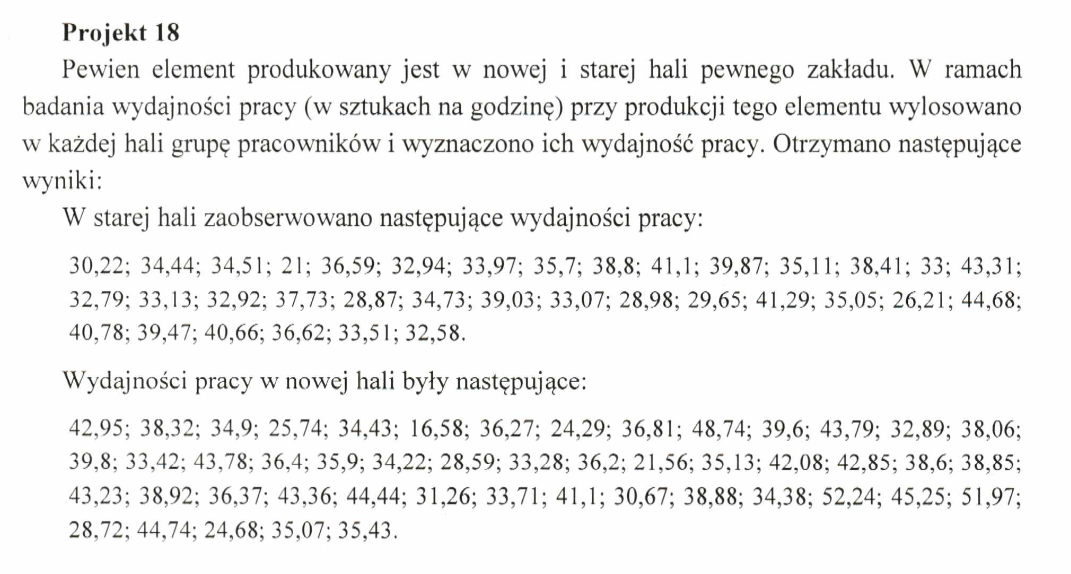 Projekt 18
Pewien element produkowany jest w nowej i starej hali pewnego zakładu. W ramach
badania wydajności pracy (w sztukach na godzinę) przy produkcji tego elementu wylosowano
w każdej hali grupę pracowników i wyznaczono ich wydajność pracy. Otrzymano następujące
wyniki:
W starej hali zaobserwowano następujące wydajności pracy:
30,22; 34,44; 34,51; 21; 36,59; 32,94; 33,97; 35,7; 38,8; 41,1; 39,87; 35,11; 38,41; 33; 43,31;
32,79; 33,13; 32,92; 37,73; 28,87; 34,73; 39,03; 33,07; 28,98; 29,65; 41,29; 35,05; 26,21; 44,68;
40,78; 39,47; 40,66; 36,62; 33,51; 32,58.
Wydajności pracy w nowej hali były następujące:
42,95; 38,32; 34,9; 25,74; 34,43; 16,58; 36,27; 24,29; 36,81; 48,74; 39,6; 43,79; 32,89; 38,06;
39,8; 33,42; 43,78; 36,4; 35,9; 34,22; 28,59; 33,28; 36,2; 21,56; 35,13; 42,08; 42,85; 38,6; 38,85;
43,23; 38,92; 36,37; 43,36; 44,44; 31,26; 33,71; 41,1; 30,67; 38,88; 34,38; 52,24; 45,25; 51,97;
28,72; 44,74; 24,68; 35,07; 35,43.